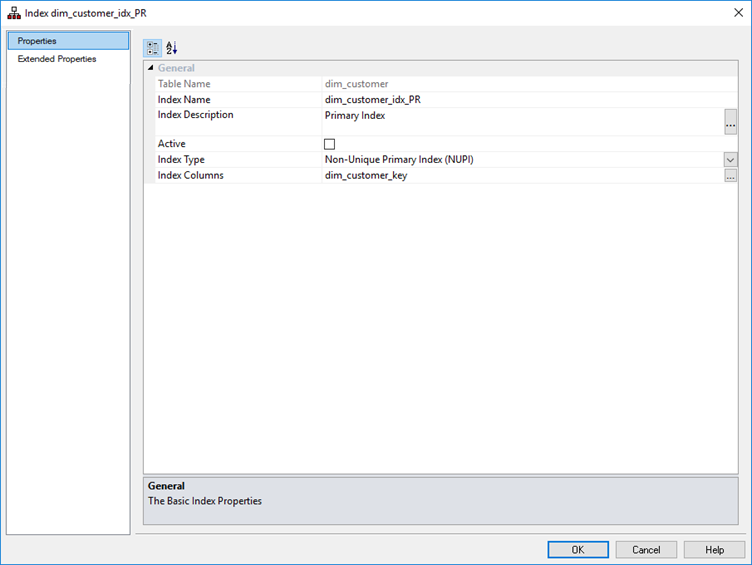 Index dim_customer_idx_PR
Properties
Extended Properties
General
Table Name dim_customer
Index Name dim_customer_idx_PR
Index Description Primary Index
...
Active
Index Type Non-Unique Primary Index (NUPI)
Index Columns dim_customer_key ...
General
The Basic Index Properties
OK Cancel Help